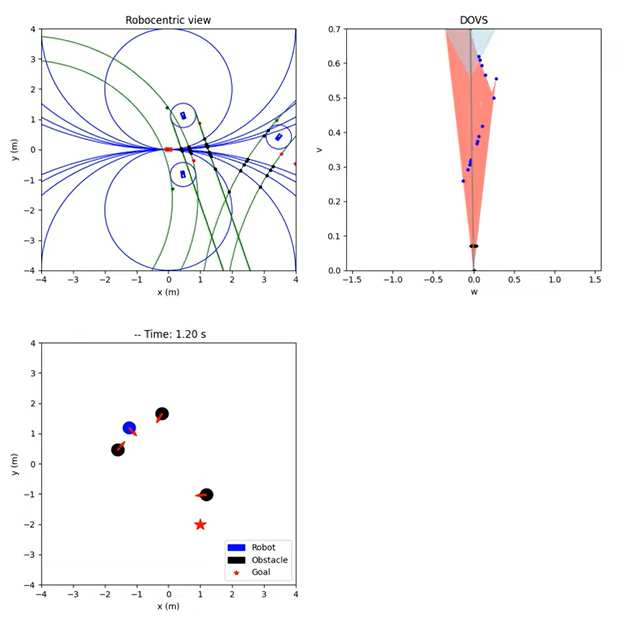 Robocentric view
4
3
2
1
0
−1
−2
−3
−4
y (m)
−4 −3 −2 −1 0 1 2 3 4
x (m)
DOVS
0.7
0.6
0.5
0.4
0.3
0.2
0.1
0.0
v
−1.5 −1.0 −0.5 0.0 0.5 1.0 1.5
w
-- Time: 1.20 s
4
3
2
1
0
−1
−2
−3
−4
y (m)
Robot
Obstacle
Goal
−4 −3 −2 −1 0 1 2 3 4
x (m)